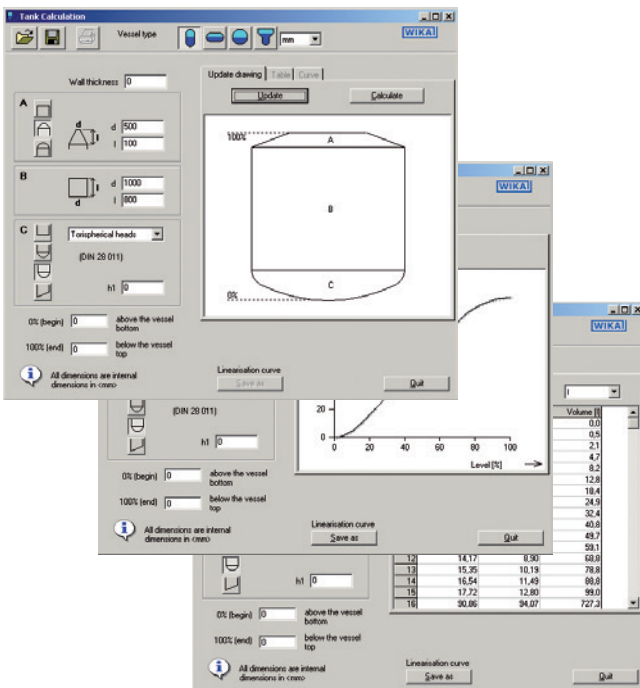 Tank Calculation
Vessel type
mm
WIKAI
Wall thickness 0
Update drawing Table Curve
Update Calculate
A
d
l
d 500
l 100
B
d
l
d 1000
l 800
C
Torispherical heads
(DIN 28 011)
h1 0
0% (begin) 0 above the vessel
bottom
100% (end) 0 below the vessel
top
All dimensions are internal
dimensions in <mm>
Linearisation curve
Save as
Quit
100%
A
B
C
0%
WIKAI
(DIN 28 011)
h1 0
0% (begin) 0 above the vessel
bottom
100% (end) 0 below the vessel
top
All dimensions are internal
dimensions in <mm>
Linearisation curve
Save as
Quit
20
0
0 20 40 60 80 100
Level [%]
WIKAI
l
Volume [l]
0,0
0,5
2,1
4,7
8,2
12,8
18,4
24,9
32,4
40,8
49,7
59,1
12 14,17 8,90 68,8
13 15,35 10,19 78,8
14 16,54 11,49 88,8
15 17,72 12,80 99,0
16 90,86 94,07 727,3
h1 0
0% (begin) 0 above the vessel
bottom
100% (end) 0 below the vessel
top
All dimensions are internal
dimensions in <mm>
Linearisation curve
Save as
Quit